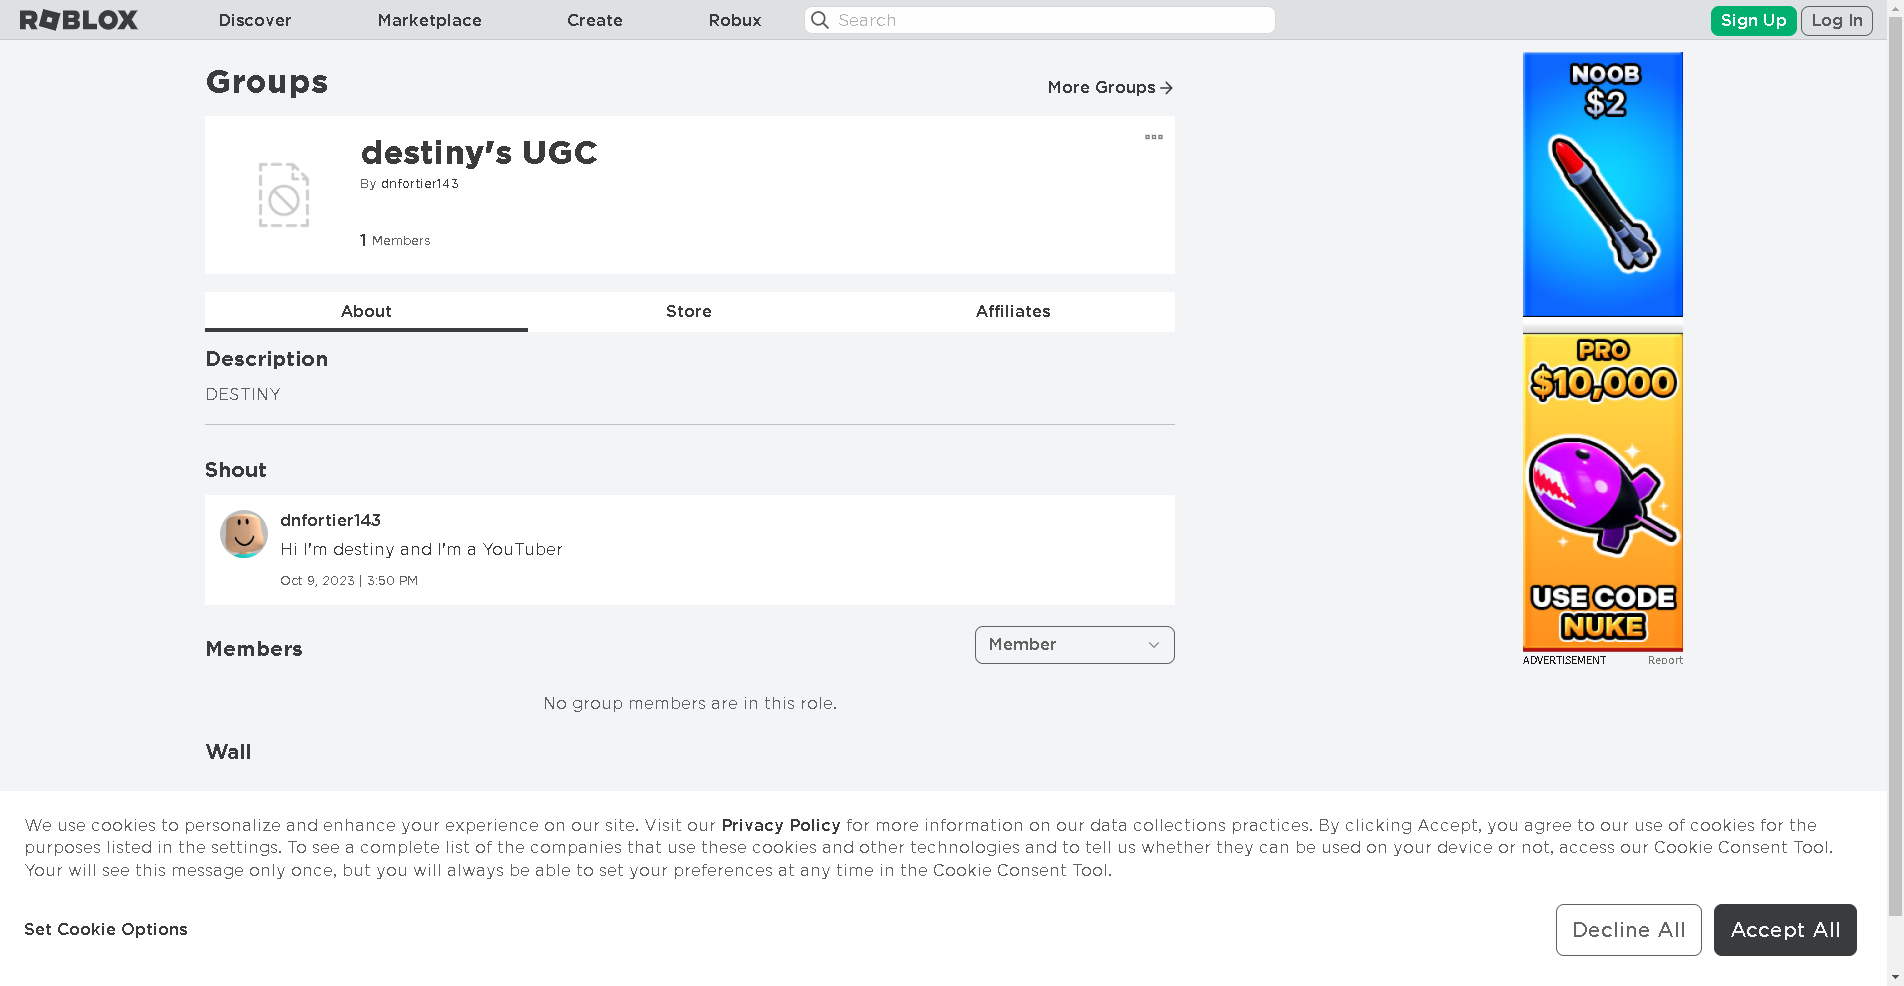 ROBLOX
Discover
Marketplace
Create
Robux
Search
Sign Up
Log In
Groups
More Groups
destiny's UGC
By dnfortier143
1 Members
About
Store
Affiliates
Description
DESTINY
Shout
dnfortier143
Hi I'm destiny and I'm a YouTuber
Oct 9, 2023 | 3:50 PM
Members
Member
No group members are in this role.
Wall
NOOB
$2
PRO
$10,000
USE CODE
NUKE
ADVERTISEMENT
Report
We use cookies to personalize and enhance your experience on our site. Visit our Privacy Policy for more information on our data collections practices. By clicking Accept, you agree to our use of cookies for the
purposes listed in the settings. To see a complete list of the companies that use these cookies and other technologies and to tell us whether they can be used on your device or not, access our Cookie Consent Tool.
Your will see this message only once, but you will always be able to set your preferences at any time in the Cookie Consent Tool.
Set Cookie Options
Decline All
Accept All